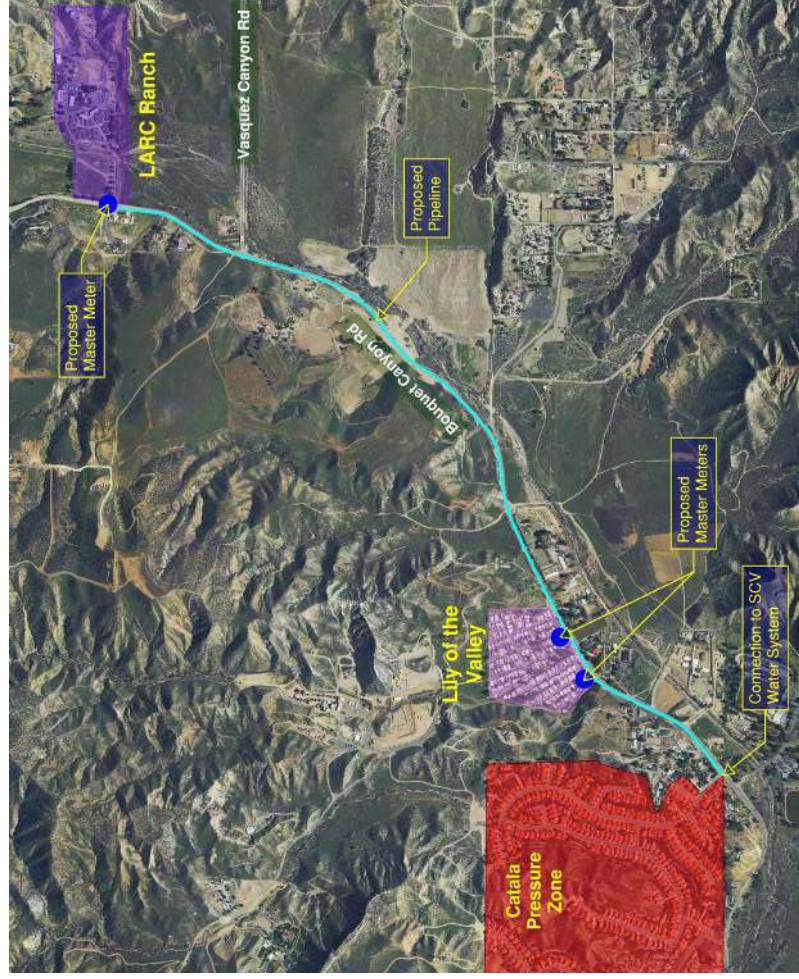 LARC Ranch
Vasquez Canyon Rd
Proposed
Master Meter
Proposed
Pipeline
Bouquet Canyon Rd
Lily of the
Valley
Proposed
Master Meters
Connection to SCV
Water System
Catala
Pressure
Zone